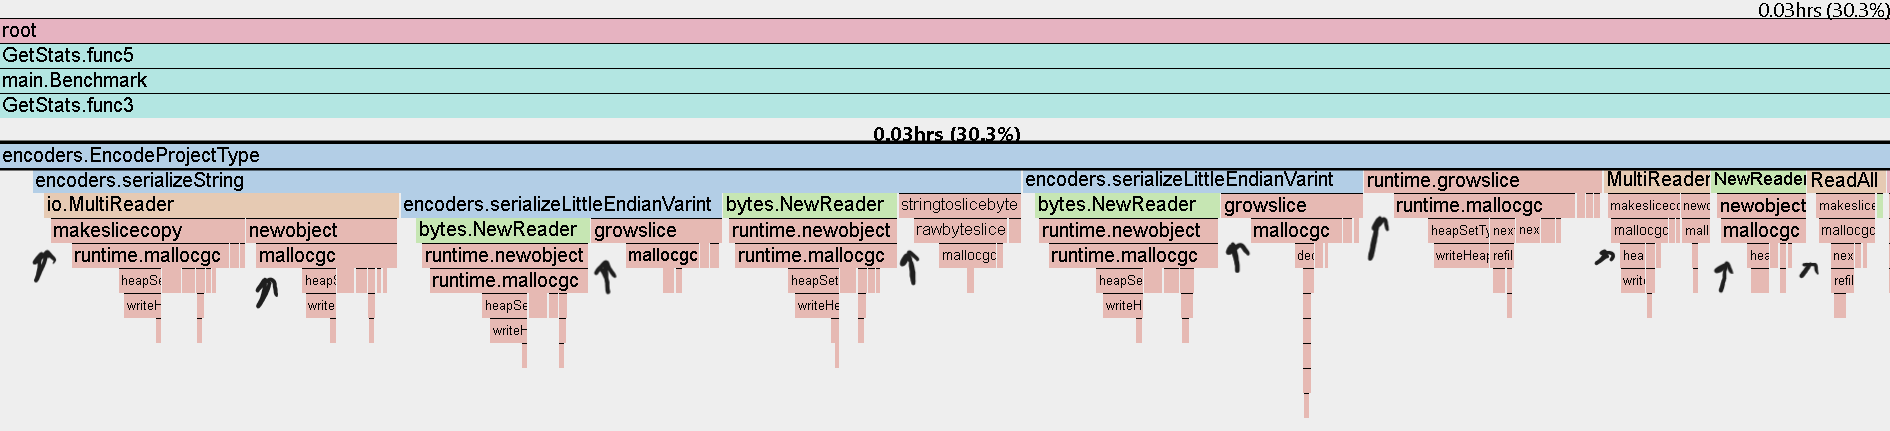 0.03hrs (30.3%)
root
GetStats.func5
main.Benchmark
GetStats.func3
0.03hrs (30.3%)
encoders.EncodeProjectType
encoders.serializeString encoders.serializeLittleEndianVarint runtime.growslice MultiReader NewReader ReadAll
io.MultiReader encoders.serializeLittleEndianVarint bytes.NewReader stringtoslicebyte bytes.NewReader growslice runtime.mallocgc makeslicec newc newobject makeslice
makeslicecopy newobject bytes.NewReader growslice runtime.newobject rawbyteslice runtime.newobject mallocgc heapSetTy nex nex mallocgc mall mallocgc mallocgc
runtime.mallocgc mallocgc runtime.newobject mallocgc runtime.mallocgc mallocgc runtime.mallocgc dec writeHea refil hea hea nex
heapSe heapS runtime.mallocgc heapSet heapSe writ refil
writeH write heapSe writeHe writeH
writeH